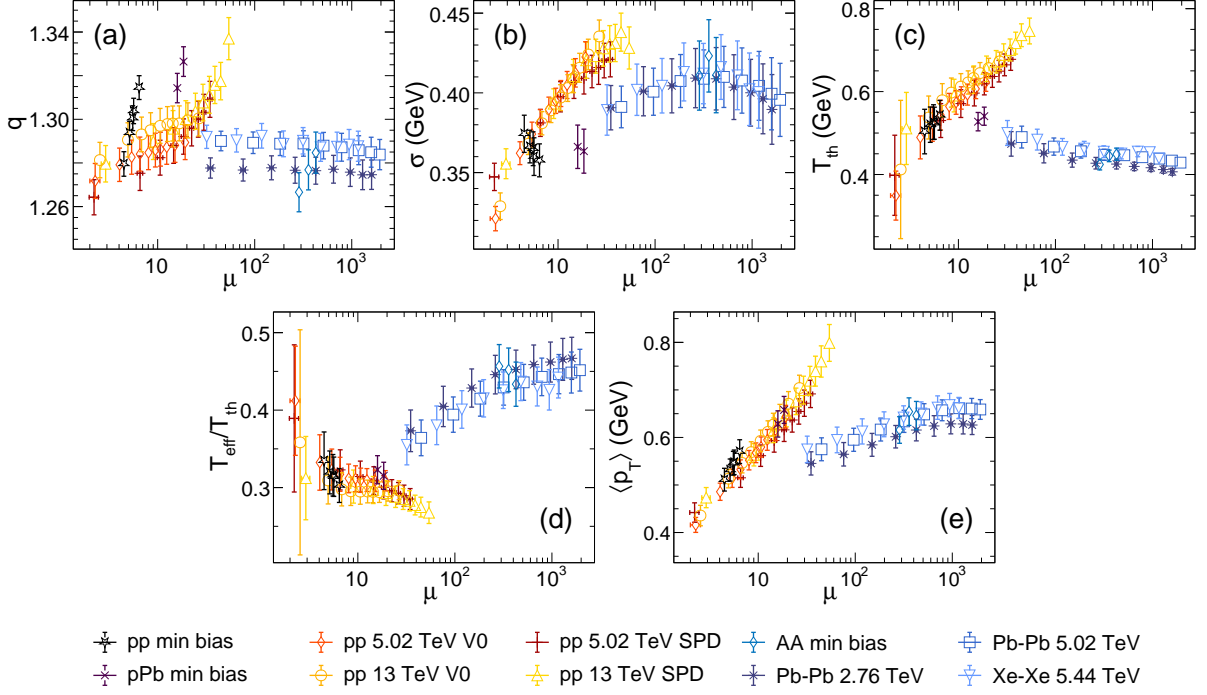 (a)
q
1.34
1.30
1.26
10
10²
10³
μ
(b)
σ (GeV)
0.45
0.40
0.35
10
10²
10³
μ
(c)
T_th (GeV)
0.8
0.6
0.4
10
10²
10³
μ
(d)
T_eff/T_th
0.5
0.4
0.3
10
10²
10³
μ
(e)
⟨p_T⟩ (GeV)
0.8
0.6
0.4
10
10²
10³
μ
pp min bias
pp 5.02 TeV V0
pp 5.02 TeV SPD
AA min bias
Pb-Pb 5.02 TeV
pPb min bias
pp 13 TeV V0
pp 13 TeV SPD
Pb-Pb 2.76 TeV
Xe-Xe 5.44 TeV